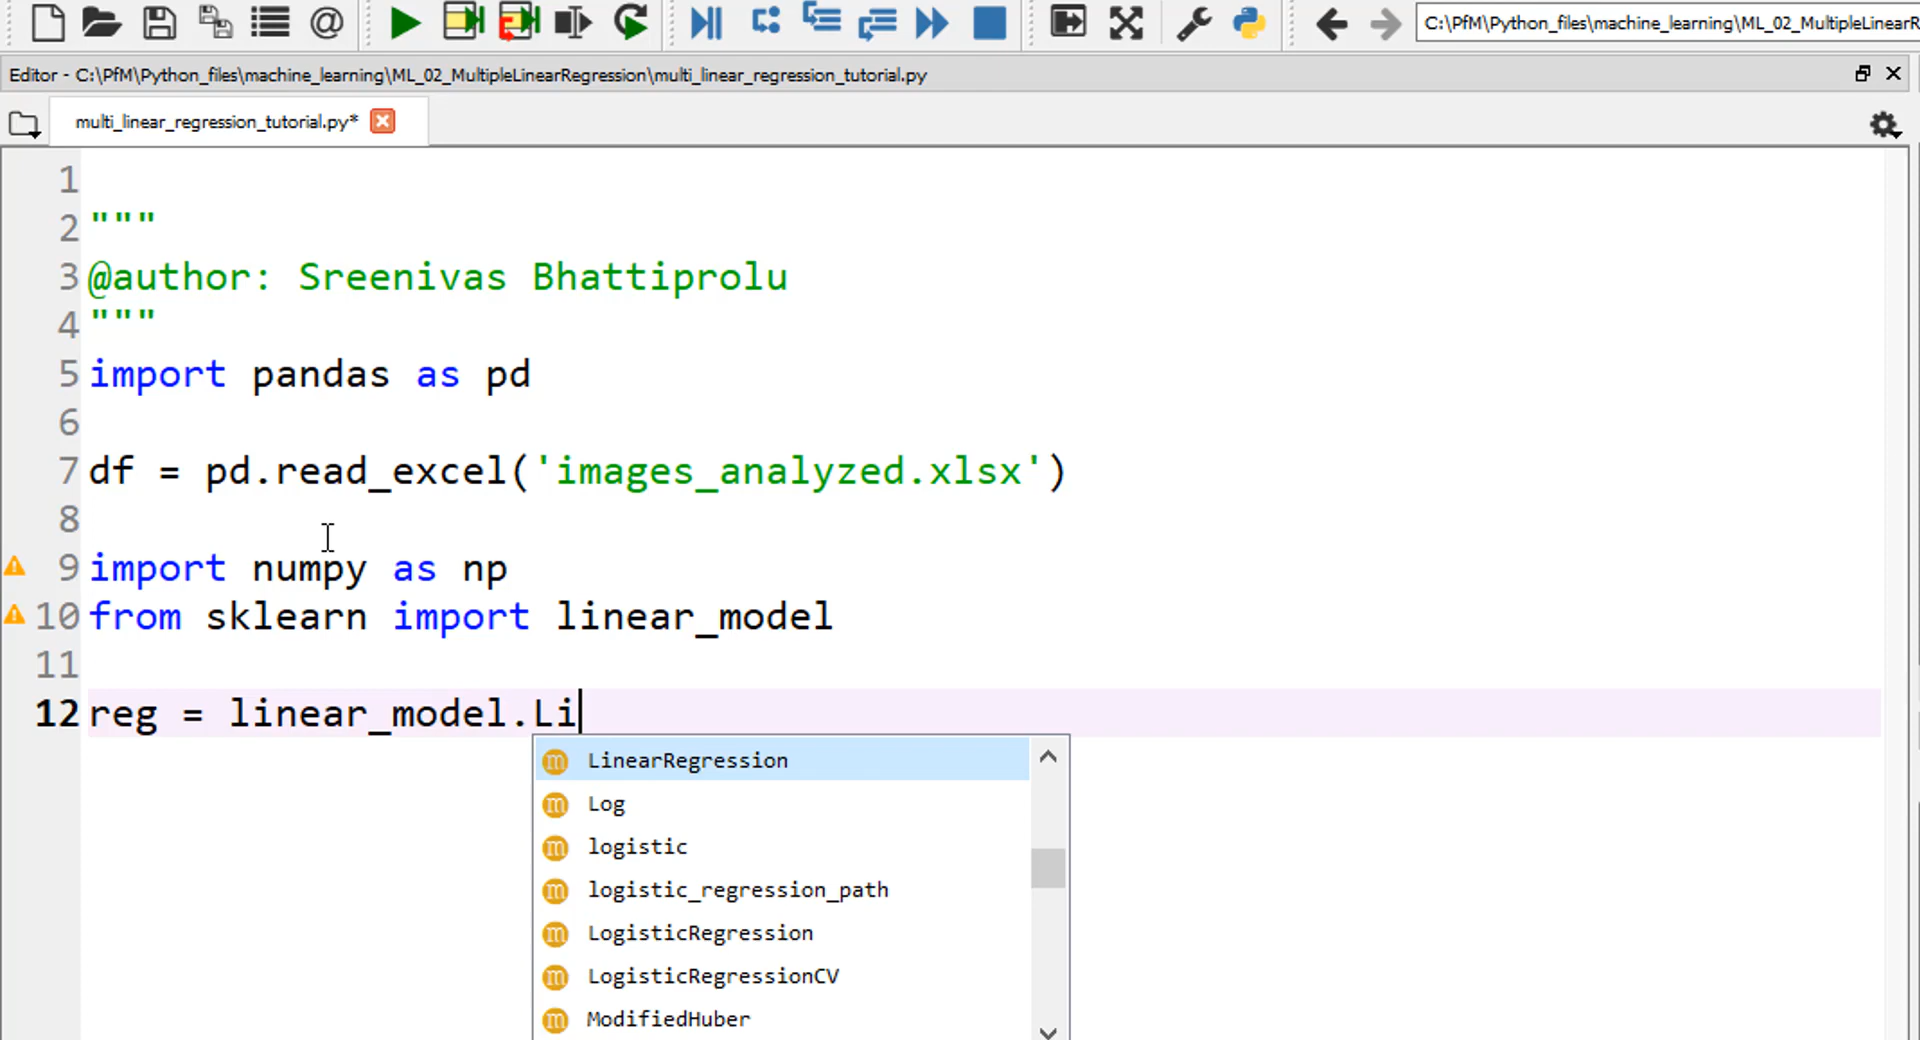 C:\PfM\Python_files\machine_learning\ML_02_MultipleLinearR
Editor - C:\PfM\Python_files\machine_learning\ML_02_MultipleLinearRegression\multi_linear_regression_tutorial.py
multi_linear_regression_tutorial.py*
1
2 """
3 @author: Sreenivas Bhattiprolu
4 """
5 import pandas as pd
6
7 df = pd.read_excel('images_analyzed.xlsx')
8
9 import numpy as np
10 from sklearn import linear_model
11
12 reg = linear_model.Li
m LinearRegression
m Log
m logistic
m logistic_regression_path
m LogisticRegression
m LogisticRegressionCV
m ModifiedHuber